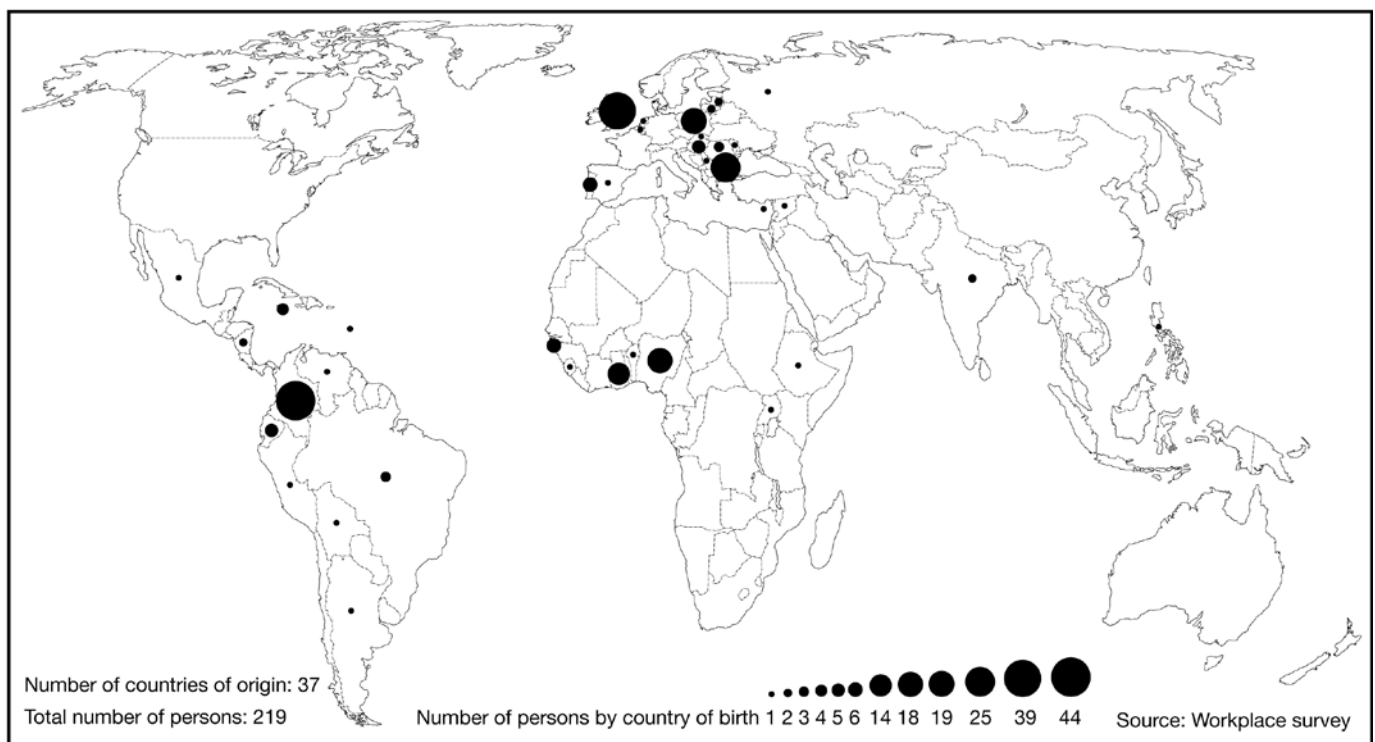 Number of countries of origin: 37
Total number of persons: 219
Number of persons by country of birth 1 2 3 4 5 6 14 18 19 25 39 44
Source: Workplace survey